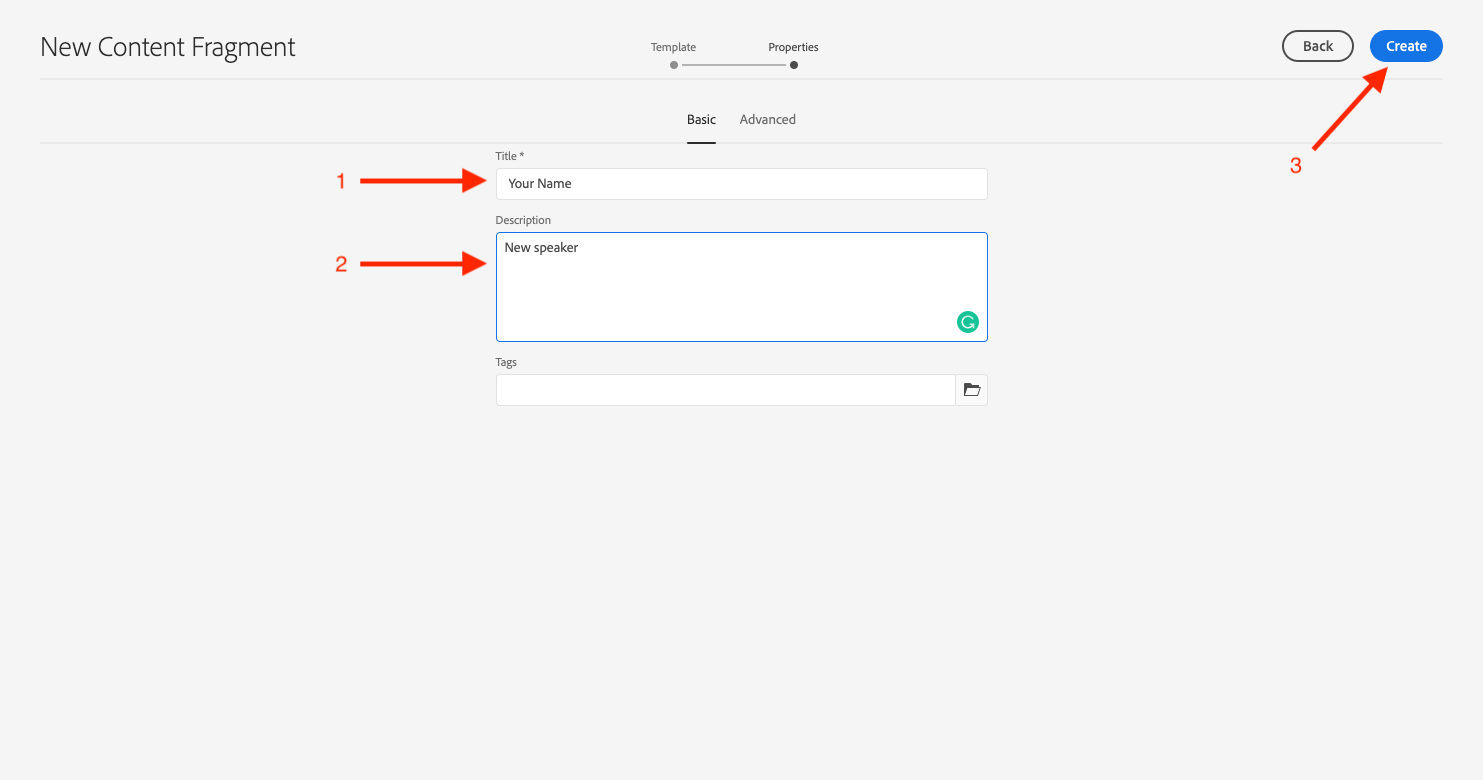 New Content Fragment
Template
Properties
Back
Create
Basic
Advanced
3
Title *
1
Your Name
Description
2
New speaker
Tags